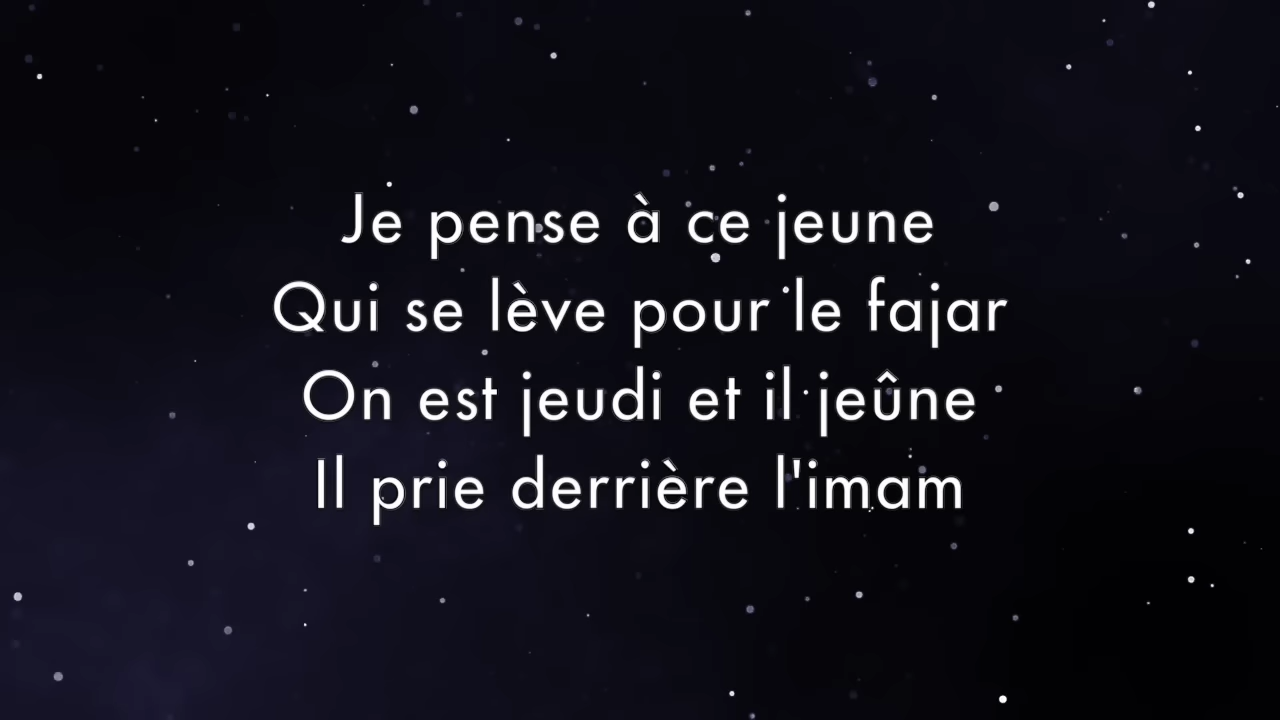 Je pense à ce jeune
Qui se lève pour le fajar
On est jeudi et il jeûne
Il prie derrière l'imam